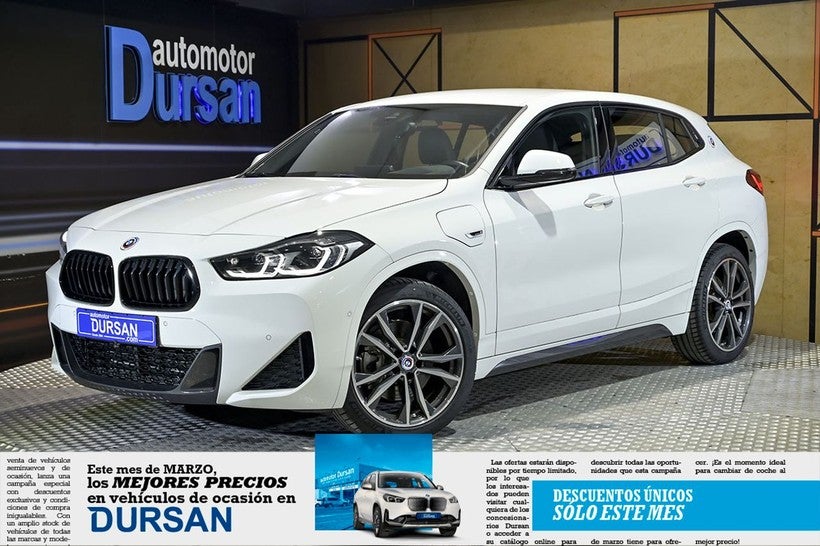 automotor
Dursan
automotor
DURSAN
automotor
DURSAN
.com
venta de vehículos
seminuevos y de
ocasión, lanza una
campaña especial
con descuentos
exclusivos y condi-
ciones de compra
inigualables. Con
un amplio stock de
vehículos de todas
las marcas y mode-
Este mes de MARZO,
los MEJORES PRECIOS
en vehículos de ocasión en
DURSAN
automotor Dursan
Las ofertas estarán dispo-
nibles por tiempo limitado,
por lo que
los interesa-
dos pueden
visitar cual-
quiera de los
concesiona-
rios Dursan
o acceder a
su catálogo
online para
descubrir todas las oportu-
nidades que esta campaña
de marzo tiene para ofre-
cer. ¡Es el momento ideal
para cambiar de coche al
mejor precio!
DESCUENTOS ÚNICOS
SÓLO ESTE MES